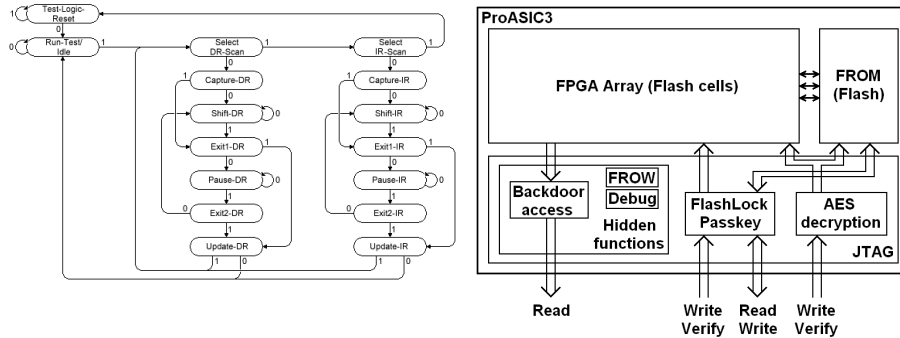 1
Test-Logic-
Reset
0
0
Run-Test/
Idle
1
Select
DR-Scan
1
Select
IR-Scan
1
0
0
1
Capture-DR
1
Capture-IR
0
0
Shift-DR
0
Shift-IR
0
1
1
Exit1-DR
1
Exit1-IR
1
0
0
Pause-DR
0
Pause-IR
0
1
1
0
Exit2-DR
0
Exit2-IR
1
1
Update-DR
Update-IR
1
0
1
0
ProASIC3
FPGA Array (Flash cells)
FROM
(Flash)
FROW
Debug
Backdoor
access
Hidden
functions
FlashLock
Passkey
AES
decryption
JTAG
Read
Write
Verify
Read
Write
Write
Verify